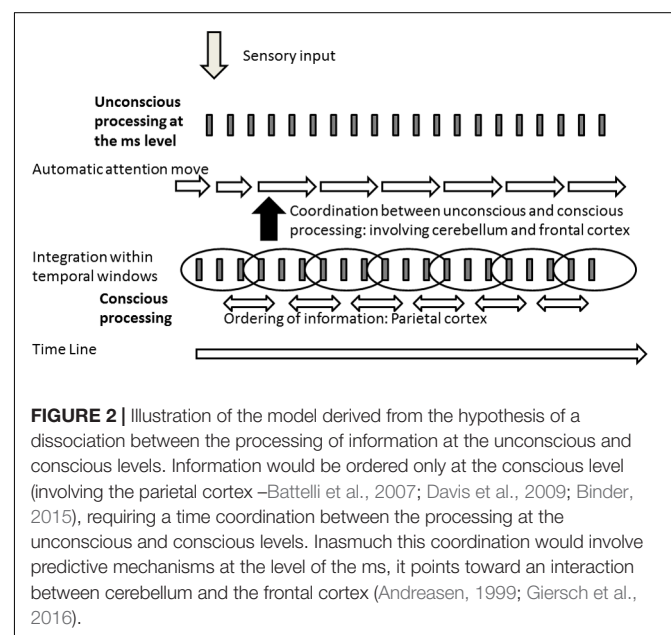 Sensory input
Unconscious
processing at
the ms level
Automatic attention move
Coordination between unconscious and conscious
processing: involving cerebellum and frontal cortex
Integration within
temporal windows
Conscious
processing
Ordering of information: Parietal cortex
Time Line
FIGURE 2 | Illustration of the model derived from the hypothesis of a
dissociation between the processing of information at the unconscious and
conscious levels. Information would be ordered only at the conscious level
(involving the parietal cortex –Battelli et al., 2007; Davis et al., 2009; Binder,
2015), requiring a time coordination between the processing at the
unconscious and conscious levels. Inasmuch this coordination would involve
predictive mechanisms at the level of the ms, it points toward an interaction
between cerebellum and the frontal cortex (Andreasen, 1999; Giersch et al.,
2016).